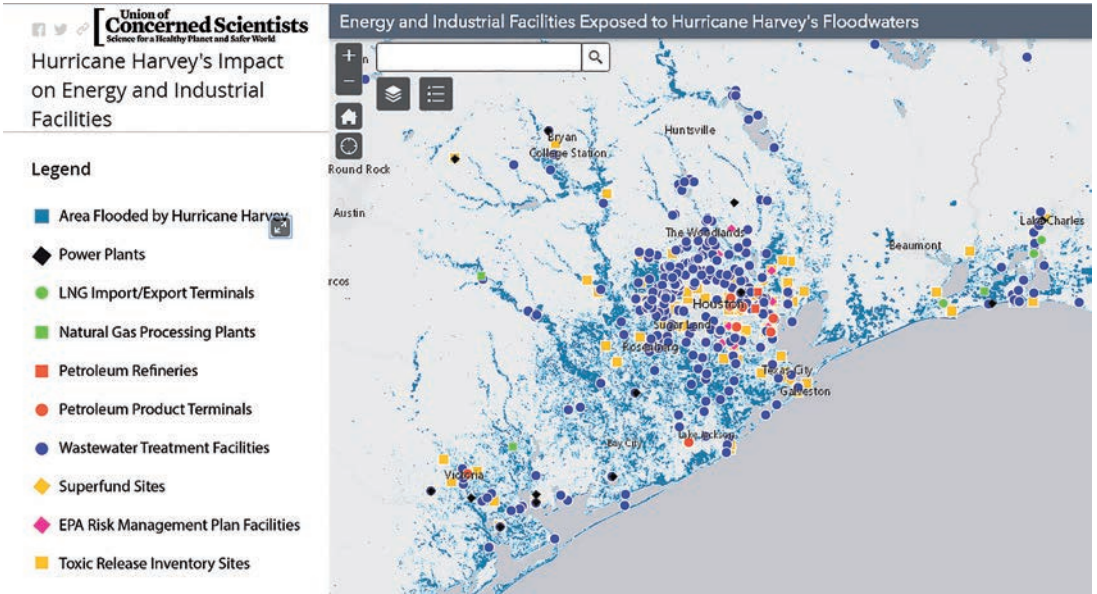 Union of
Concerned Scientists
Science for a Healthy Planet and Safer World
Hurricane Harvey's Impact
on Energy and Industrial
Facilities
Legend
Area Flooded by Hurricane Harvey
Power Plants
LNG Import/Export Terminals
Natural Gas Processing Plants
Petroleum Refineries
Petroleum Product Terminals
Wastewater Treatment Facilities
Superfund Sites
EPA Risk Management Plan Facilities
Toxic Release Inventory Sites
Energy and Industrial Facilities Exposed to Hurricane Harvey's Floodwaters
+
n
−
Huntsville
Bryan
College Station
Round Rock
Austin
Lake Charles
The Woodlands
Beaumont
rcos
Houston
Sugar Land
Rosenberg
Texas City
Galveston
Lake Jackson
Bay City
Victoria